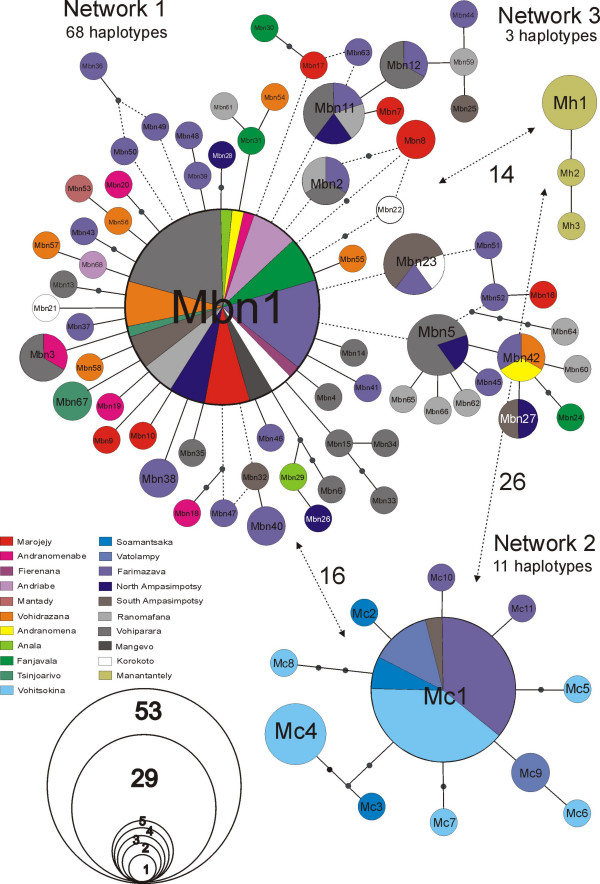 Network 1
68 haplotypes
Network 3
3 haplotypes
Mbn30
Mbn44
Mbn17
Mbn63
Mbn12
Mbn59
Mbn36
Mbn25
Mbn61
Mbn54
Mbn11
Mbn7
Mh1
Mbn49
Mbn48
Mbn31
Mbn8
Mbn50
Mbn28
14
Mbn39
Mbn2
Mh2
Mbn53
Mbn20
Mbn22
Mbn56
Mh3
Mbn43
Mbn57
Mbn51
Mbn68
Mbn55
Mbn23
Mbn13
Mbn52
Mbn16
Mbn21
Mbn1
Mbn37
Mbn5
Mbn64
Mbn3
Mbn14
Mbn42
Mbn58
Mbn60
Mbn41
Mbn45
Mbn67
Mbn4
Mbn65
Mbn62
Mbn19
Mbn66
Mbn27
Mbn24
Mbn9
Mbn10
Mbn46
Mbn15
Mbn34
Mbn35
Mbn38
Mbn32
Mbn29
Mbn6
26
Mbn33
Mbn18
Mbn47
Mbn40
Mbn26
Network 2
11 haplotypes
16
Marojejy
Andranomenabe
Fierenana
Andriabe
Mantady
Vohidrazana
Andranomena
Anala
Fanjavala
Tsinjoarivo
Vohitsokina
Soamantsaka
Vatolampy
Farimazava
North Ampasimpotsy
South Ampasimpotsy
Ranomafana
Vohiparara
Mangevo
Korokoto
Manantantely
Mc10
Mc2
Mc11
Mc8
Mc1
Mc5
Mc4
Mc9
Mc3
Mc7
Mc6
53
29
5
4
3
2
1